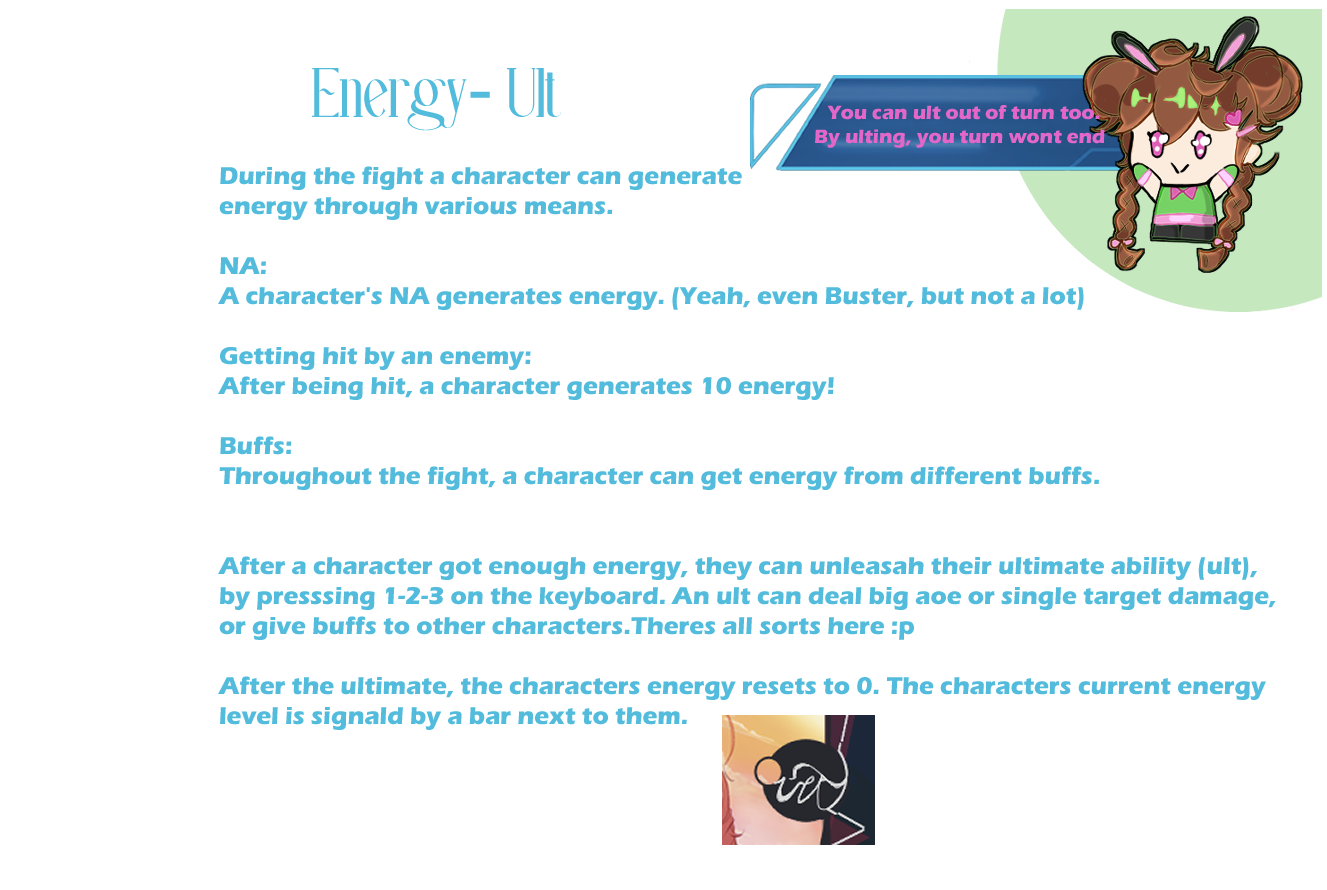 Energy- Ult
You can ult out of turn too.
By ulting, you turn wont end
During the fight a character can generate
energy through various means.
NA:
A character's NA generates energy. (Yeah, even Buster, but not a lot)
Getting hit by an enemy:
After being hit, a character generates 10 energy!
Buffs:
Throughout the fight, a character can get energy from different buffs.
After a character got enough energy, they can unleasah their ultimate ability (ult),
by presssing 1-2-3 on the keyboard. An ult can deal big aoe or single target damage,
or give buffs to other characters.Theres all sorts here :p
After the ultimate, the characters energy resets to 0. The characters current energy
level is signald by a bar next to them.
ult